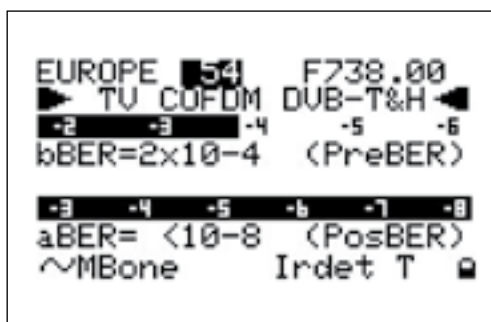 EUROPE 54 F738.00
TV COFDM DVB-T&H
-2 -3 -4 -5 -6
bBER=2x10-4 (PreBER)
-3 -4 -5 -6 -7 -8
aBER= <10-8 (PosBER)
~MBone Irdet T